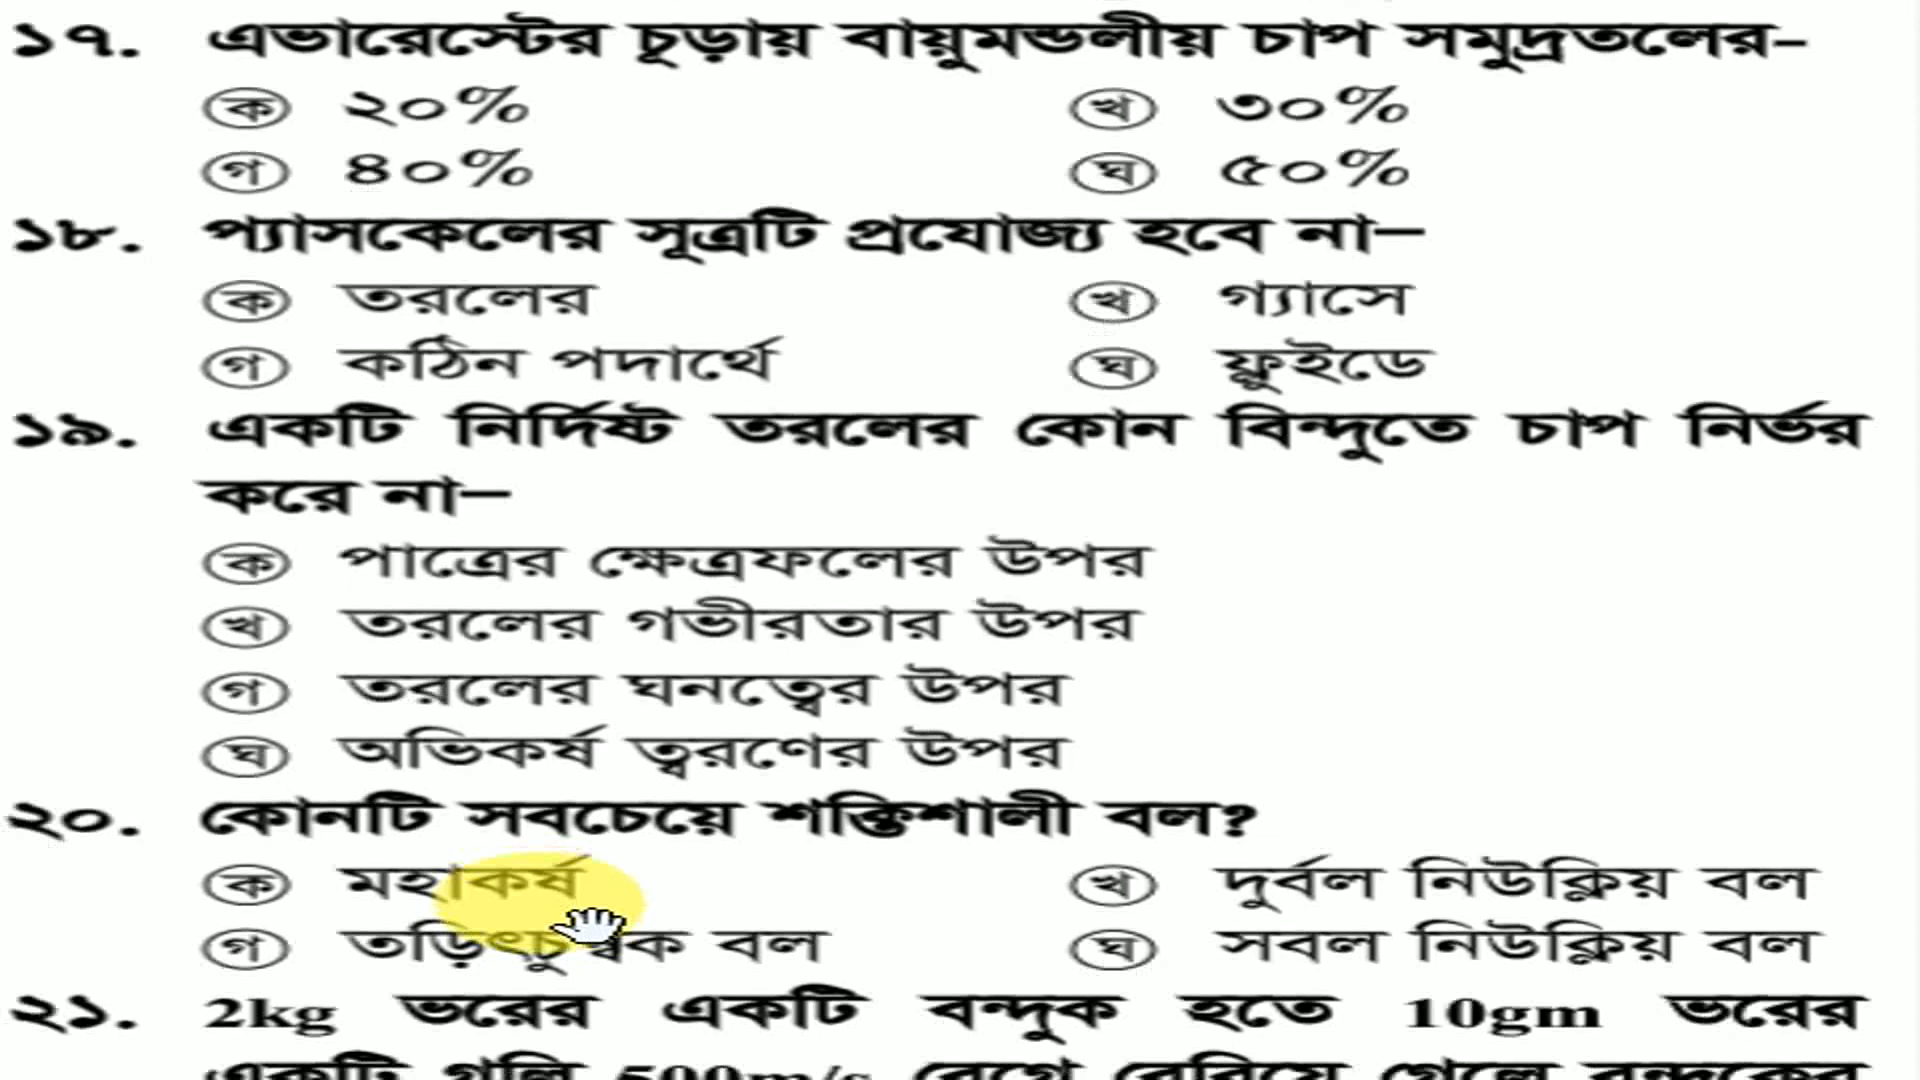 ১৭. এভারেস্টের চূড়ায় বায়ুমন্ডলীয় চাপ সমুদ্রতলের–
ক ২০% খ ৩০%
গ ৪০% ঘ ৫০%
১৮. প্যাসকেলের সূত্রটি প্রযোজ্য হবে না–
ক তরলের খ গ্যাসে
গ কঠিন পদার্থে ঘ ফ্লুইডে
১৯. একটি নির্দিষ্ট তরলের কোন বিন্দুতে চাপ নির্ভর
করে না–
ক পাত্রের ক্ষেত্রফলের উপর
খ তরলের গভীরতার উপর
গ তরলের ঘনত্বের উপর
ঘ অভিকর্ষ ত্বরণের উপর
২০. কোনটি সবচেয়ে শক্তিশালী বল?
ক মহাকর্ষ খ দুর্বল নিউক্লিয় বল
গ তড়িৎচুম্বক বল ঘ সবল নিউক্লিয় বল
২১. 2kg ভরের একটি বন্দুক হতে 10gm ভরের
একটি গুলি 500m/s বেগে বেরিয়ে গেলে বন্দুকের